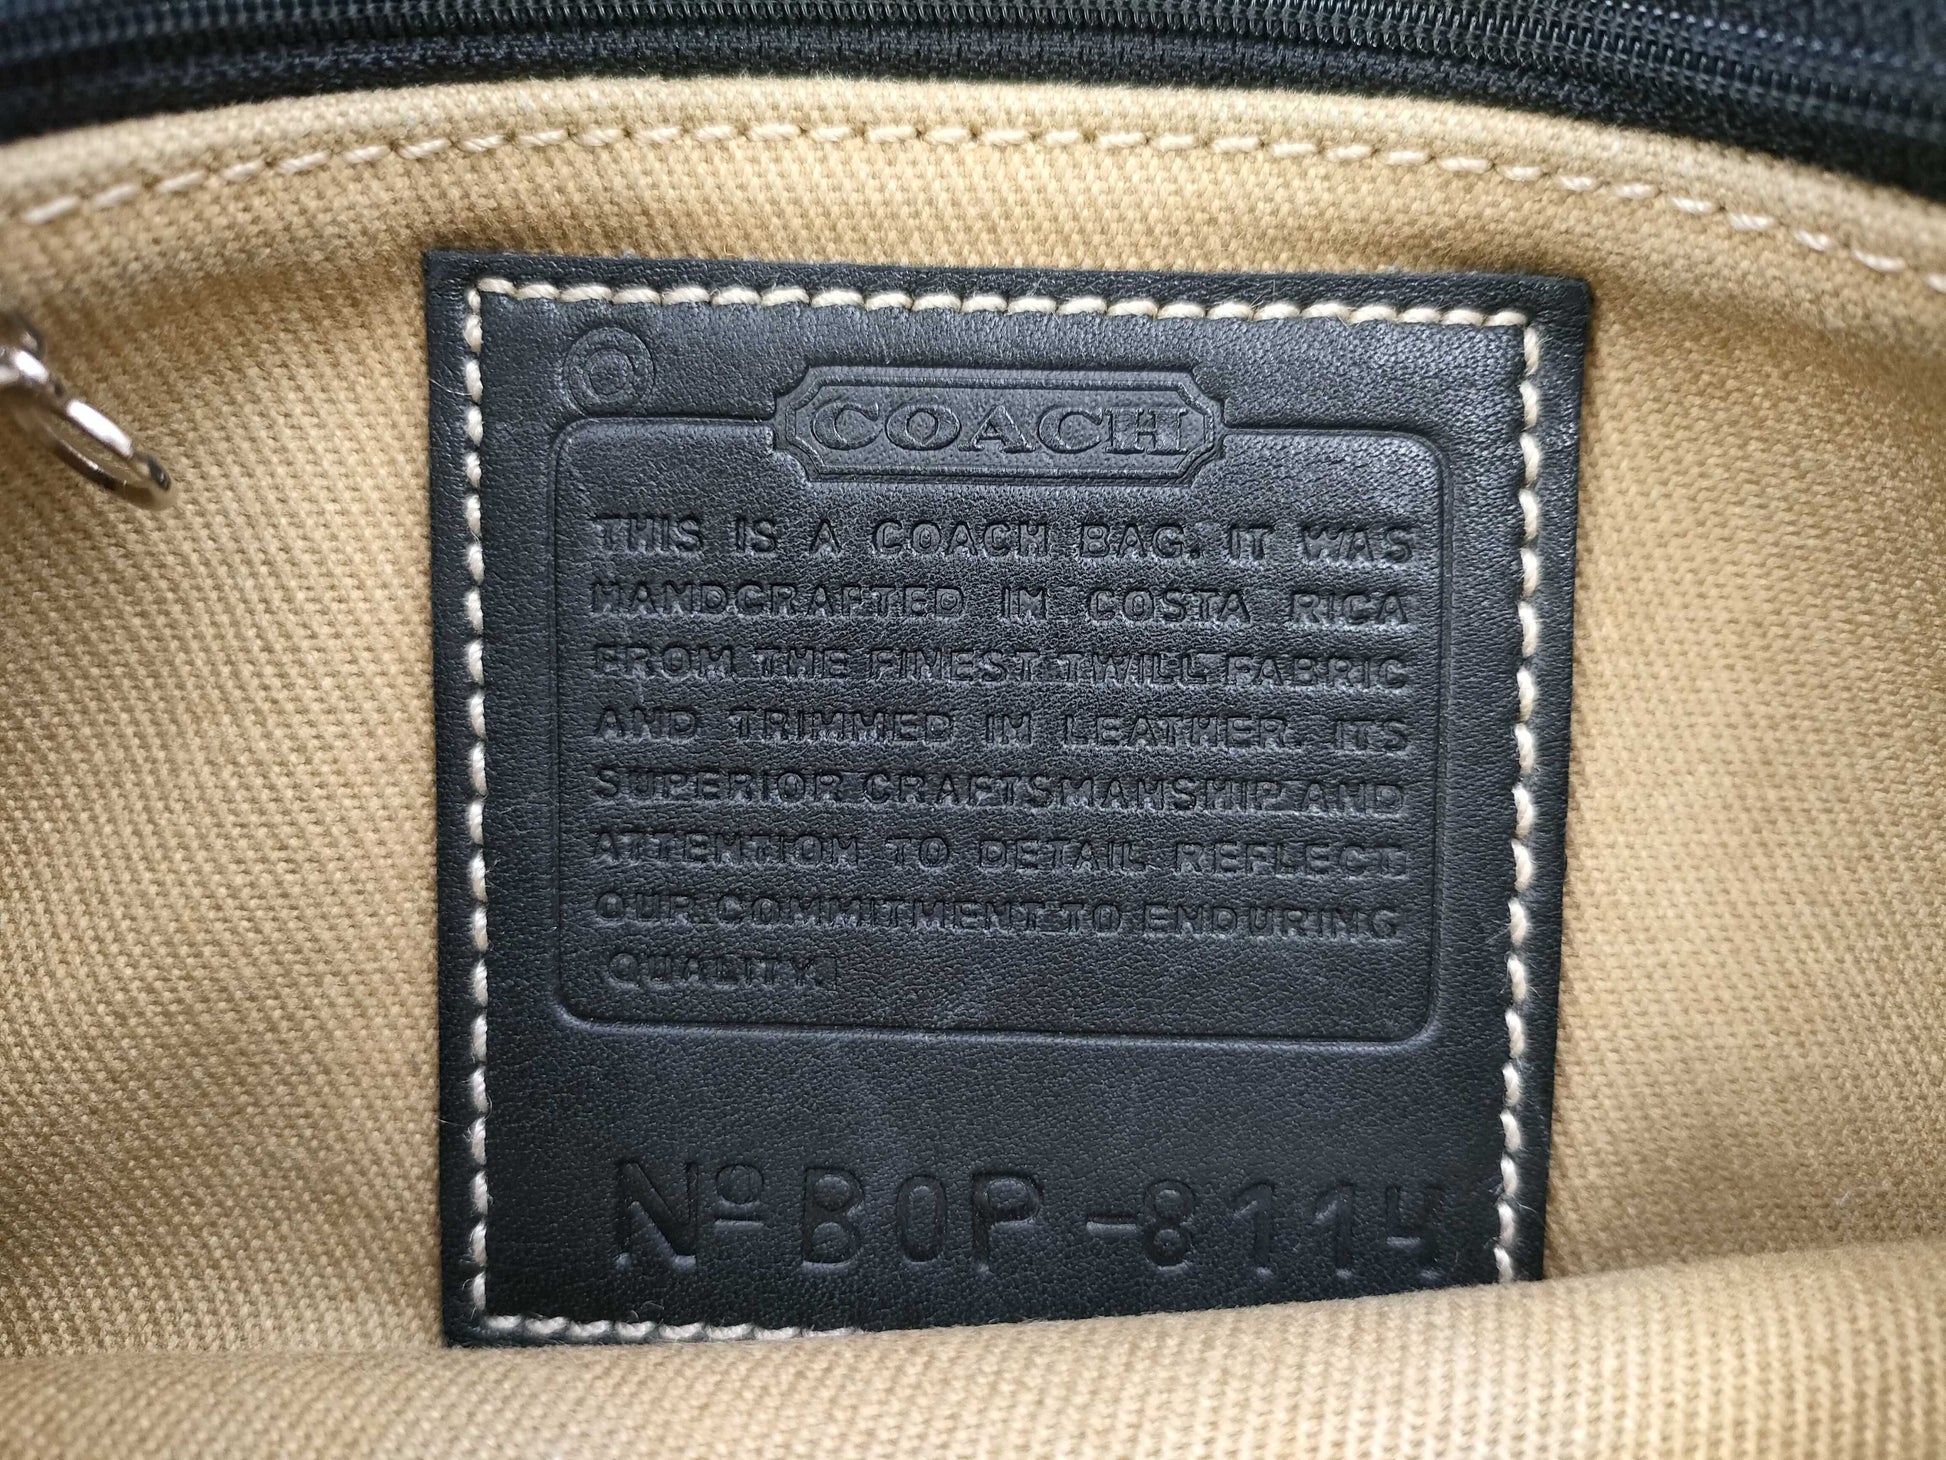 ©
COACH
THIS IS A COACH BAG. IT WAS
HANDCRAFTED IN COSTA RICA
FROM THE FINEST TWILL FABRIC
AND TRIMMED IN LEATHER. ITS
SUPERIOR CRAFTSMANSHIP AND
ATTENTION TO DETAIL REFLECT
OUR COMMITMENT TO ENDURING
QUALITY.
Nº BOP-8114